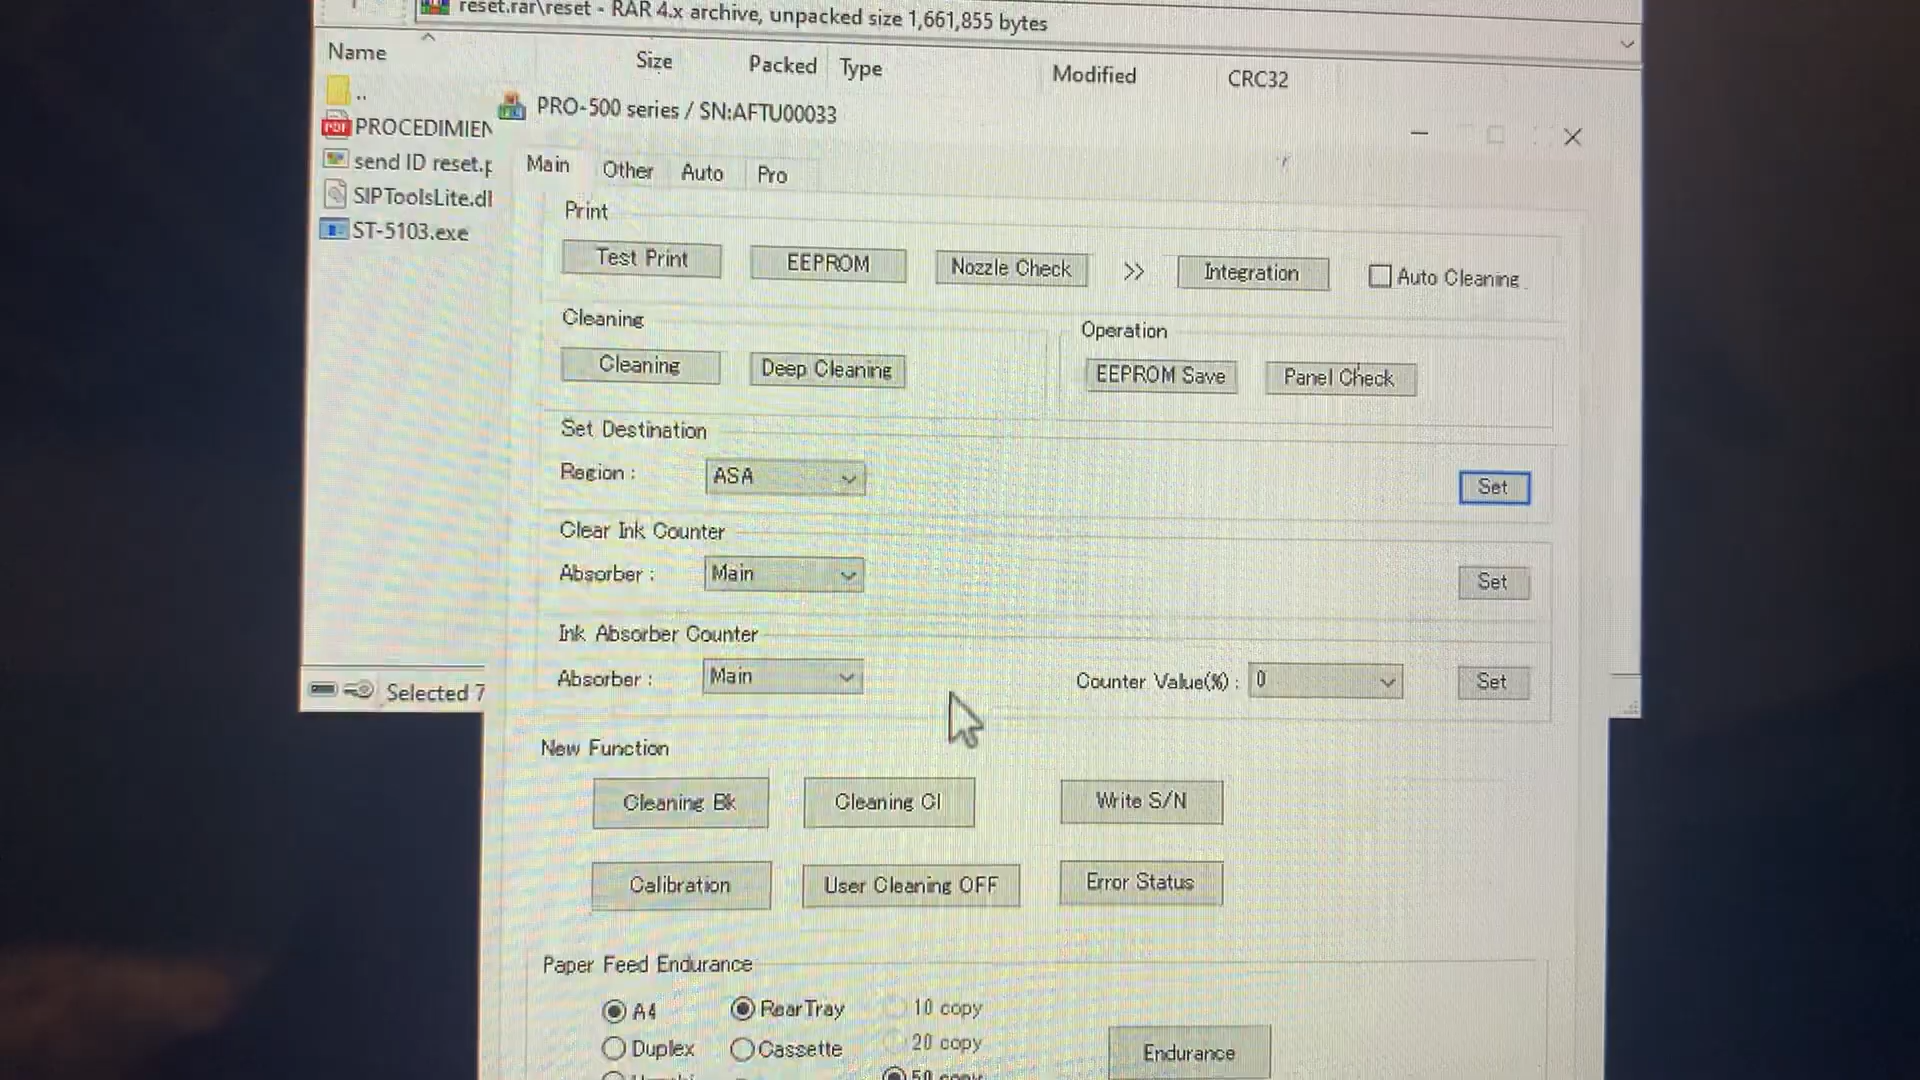 reset.rar\reset - RAR 4.x archive, unpacked size 1,661,855 bytes
Name Size Packed Type Modified CRC32
..
PROCEDIMIEN
send ID reset.p
SIPToolsLite.dl
ST-5103.exe
Selected 7
PRO-500 series / SN:AFTU00033
Main Other Auto Pro
Print
Test Print EEPROM Nozzle Check >> Integration Auto Cleaning
Cleaning
Cleaning Deep Cleaning
Operation
EEPROM Save Panel Check
Set Destination
Region : ASA Set
Clear Ink Counter
Absorber : Main Set
Ink Absorber Counter
Absorber : Main Counter Value(%) : 0 Set
New Function
Cleaning Bk Cleaning Cl Write S/N
Calibration User Cleaning OFF Error Status
Paper Feed Endurance
A4 RearTray 10 copy
Duplex Cassette 20 copy
50 copy
Endurance